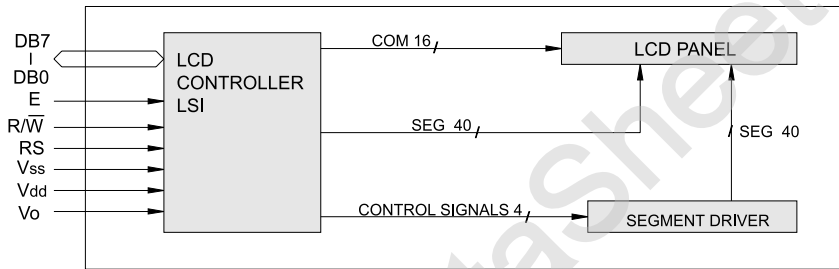 DB7
I
DB0
E
R/W̅
RS
Vss
Vdd
Vo
LCD
CONTROLLER
LSI
COM 16
LCD PANEL
SEG 40
SEG 40
CONTROL SIGNALS 4
SEGMENT DRIVER
taSheet